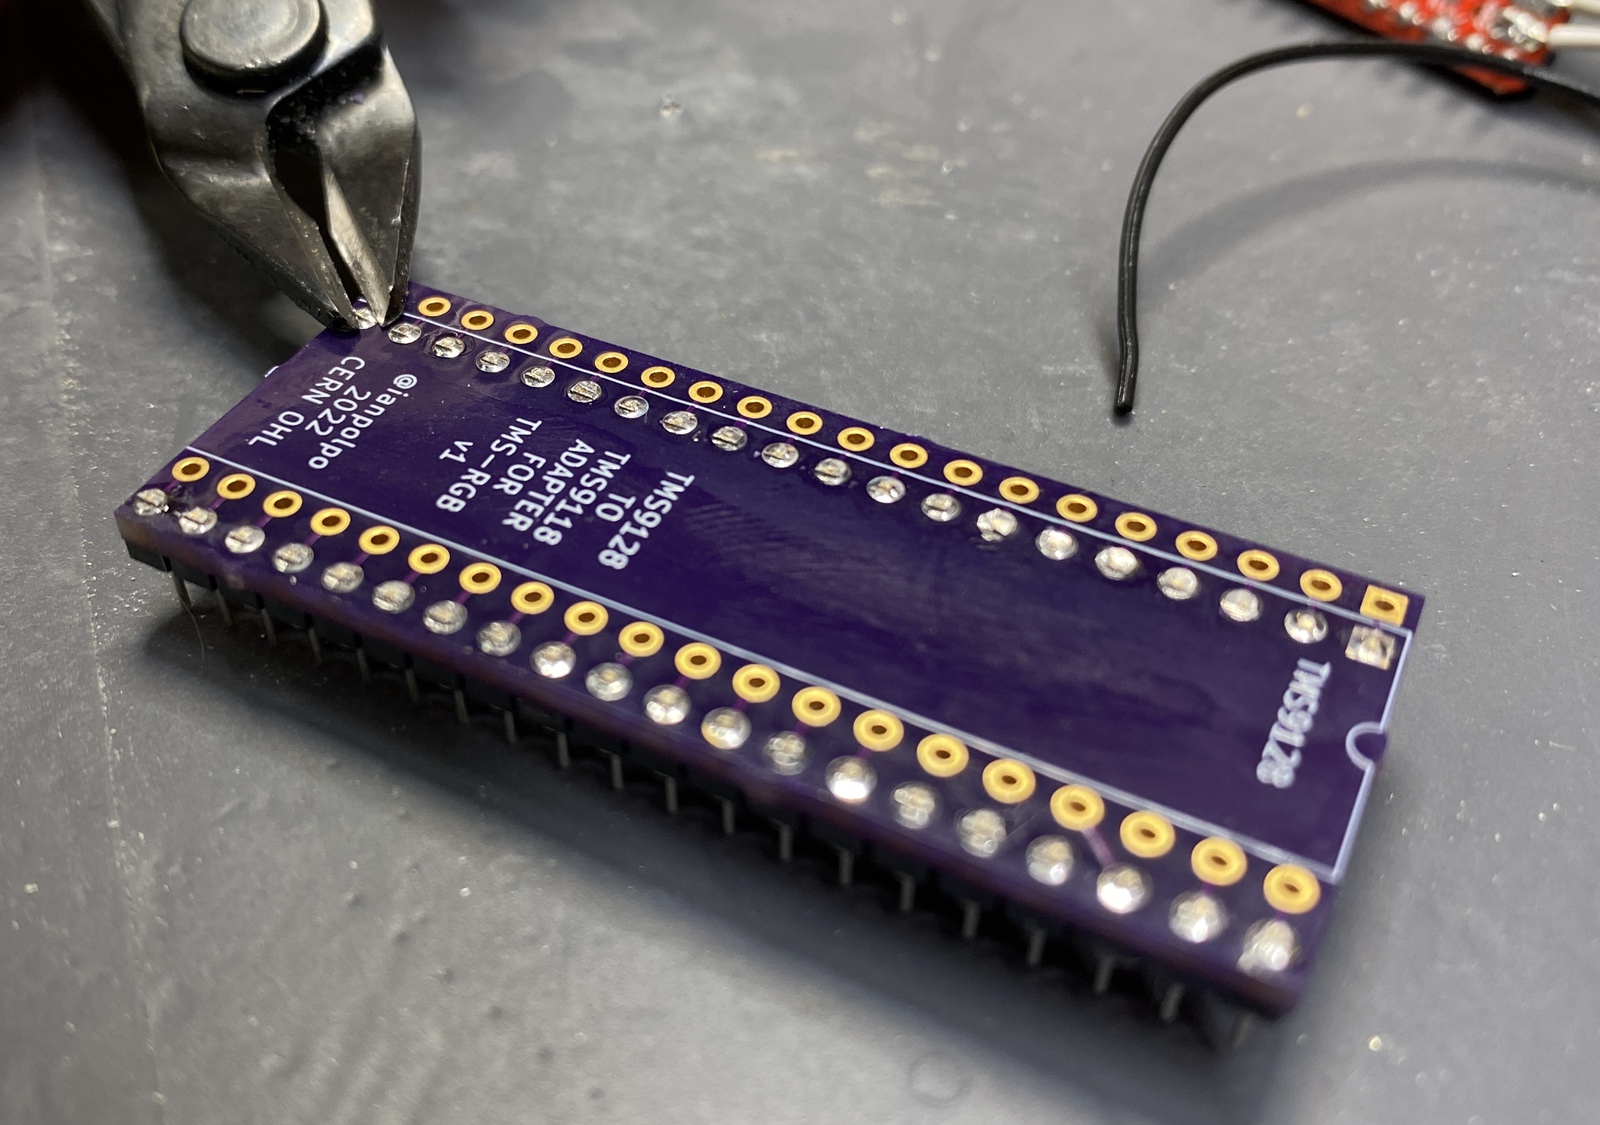 @ianpolpo
2022
CERN OHL
TMS9128
TO
TMS9118
ADAPTER
FOR
TMS-RGB
v1
TMS9128